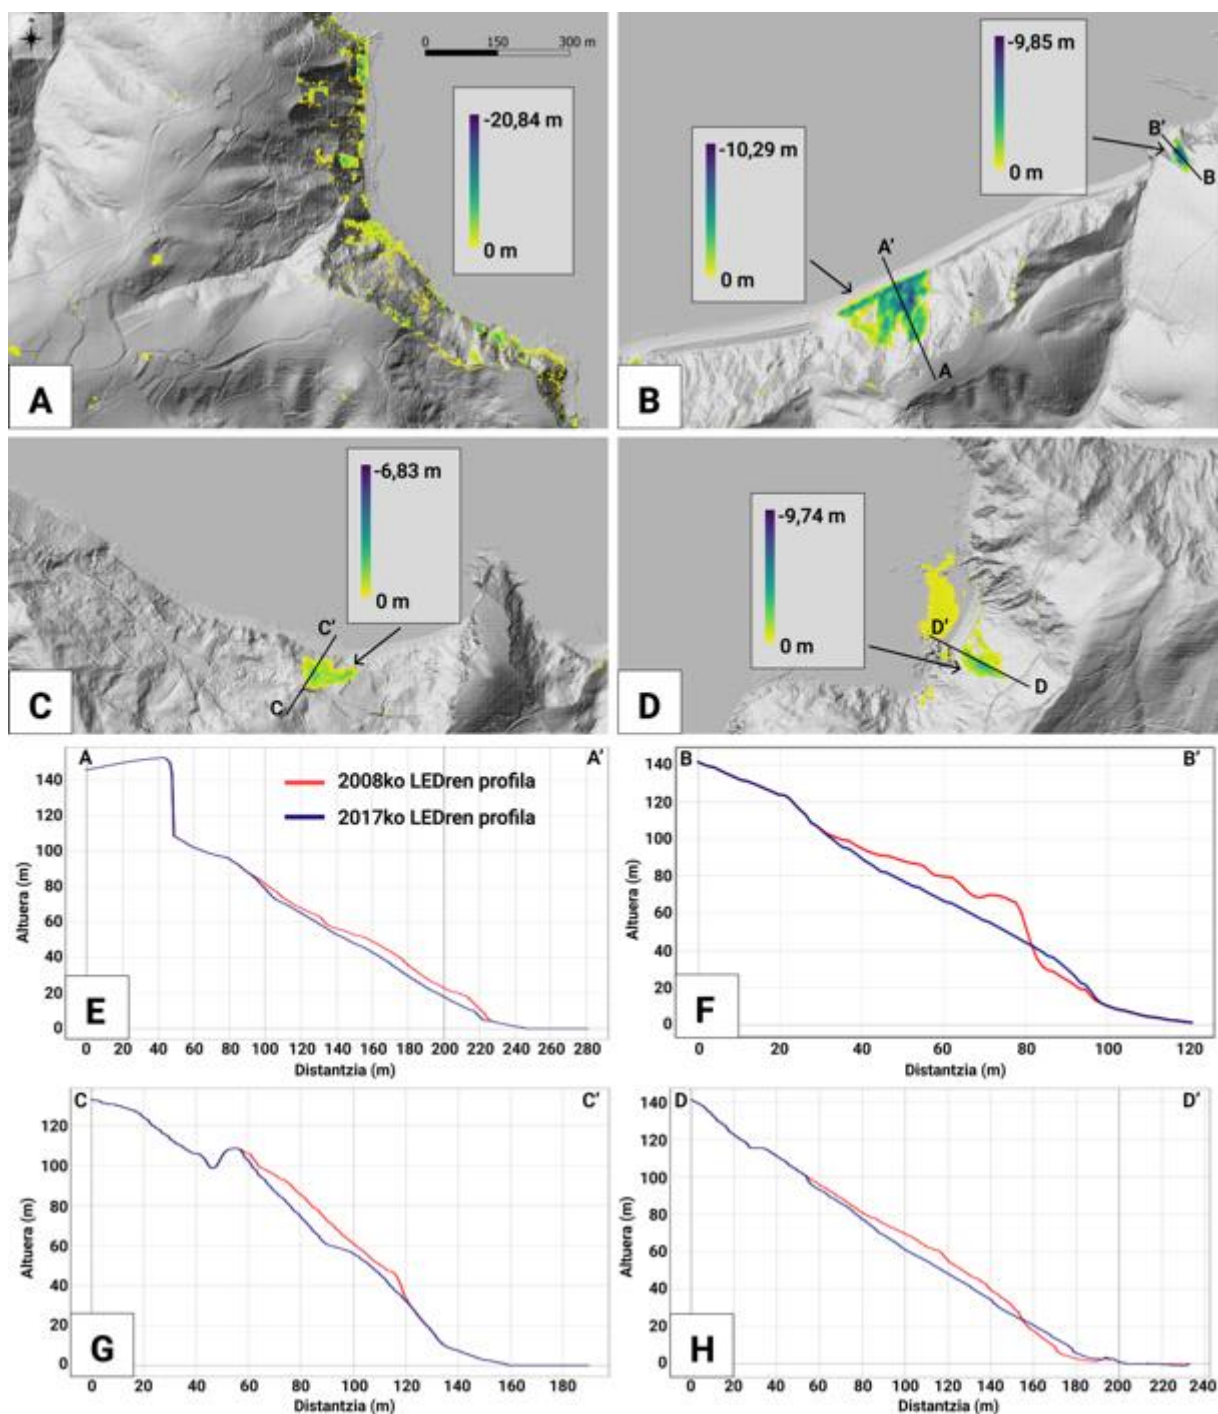 0 150 300 m
-20,84 m
0 m
A
-9,85 m
0 m
-10,29 m
0 m
B'
B
A'
A
B
-6,83 m
0 m
C'
C
C
-9,74 m
0 m
D'
D
D
A A'
2008ko LEDren profila
2017ko LEDren profila
Altuera (m)
140
120
100
80
60
40
20
0
0 20 40 60 80 100 120 140 160 180 200 220 240 260 280
Distantzia (m)
E
B B'
Altuera (m)
140
120
100
80
60
40
20
0
0 20 40 60 80 100 120
Distantzia (m)
F
C C'
Altuera (m)
120
100
80
60
40
20
0
0 20 40 60 80 100 120 140 160 180
Distantzia (m)
G
D D'
Altuera (m)
140
120
100
80
60
40
20
0
0 20 40 60 80 100 120 140 160 180 200 220 240
Distantzia (m)
H